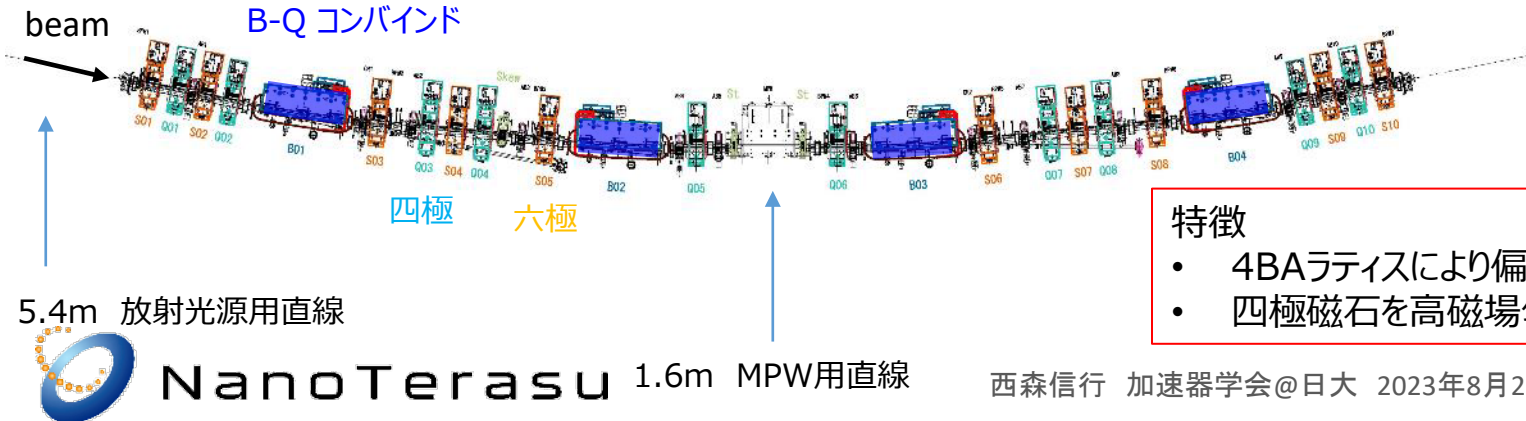 beam
B-Q コンバインド
Skew
St
St
S01
Q01
S02
Q02
B01
S03
Q03
S04
Q04
S05
B02
Q05
Q06
B03
S06
Q07
S07
Q08
S08
B04
Q09
S09
Q10
S10
四極
六極
特徴
• 4BAラティスにより偏
• 四極磁石を高磁場
5.4m 放射光源用直線
NanoTerasu
1.6m MPW用直線
西森信行 加速器学会@日大 2023年8月2